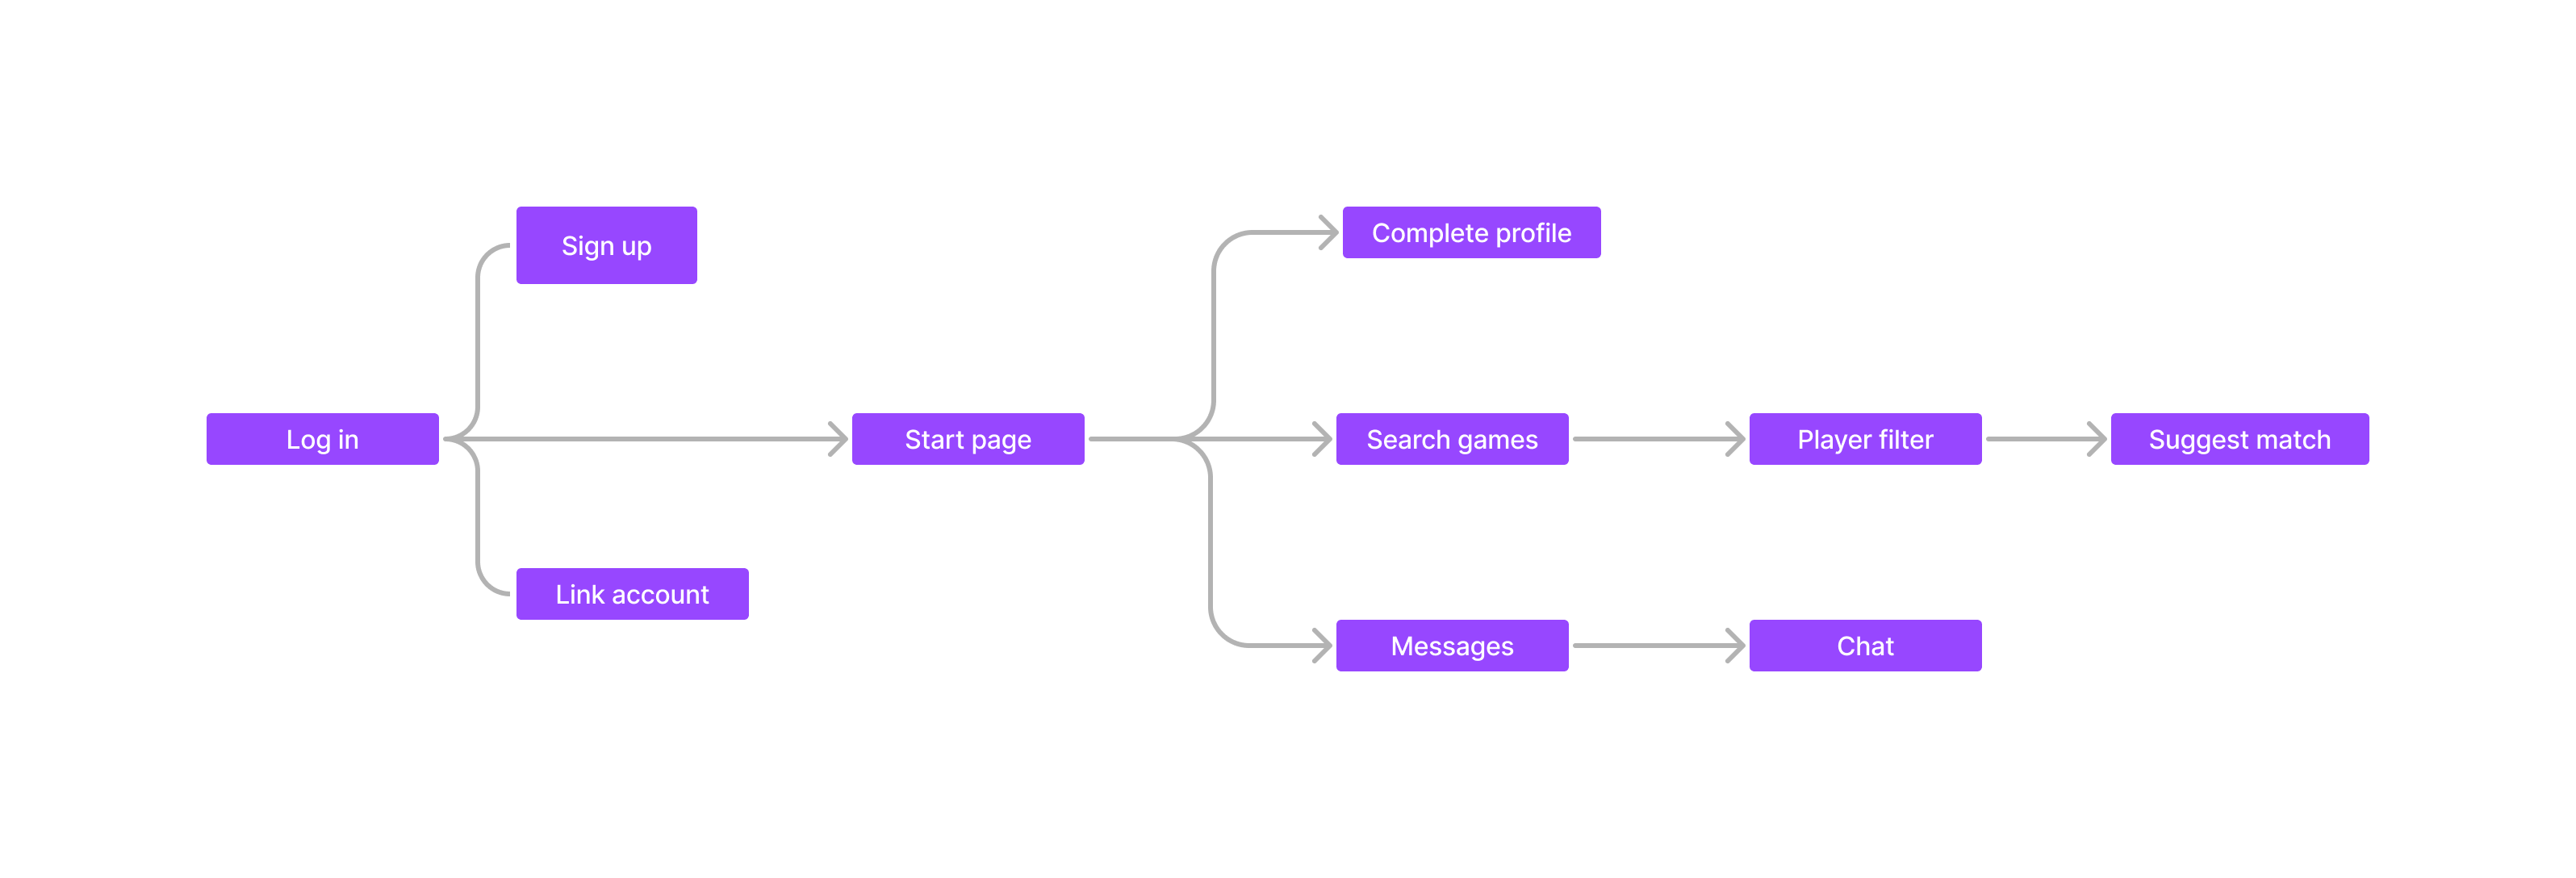 Sign up
Complete profile
Log in
Start page
Search games
Player filter
Suggest match
Link account
Messages
Chat